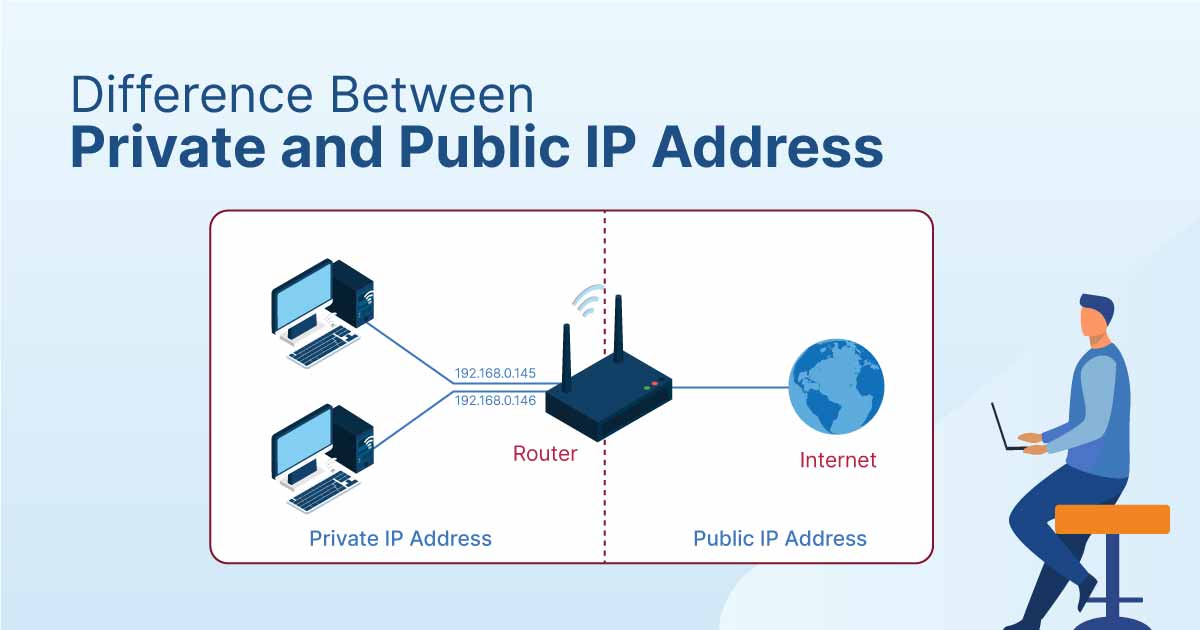 Difference Between
Private and Public IP Address
192.168.0.145
192.168.0.146
Router
Internet
Private IP Address
Public IP Address